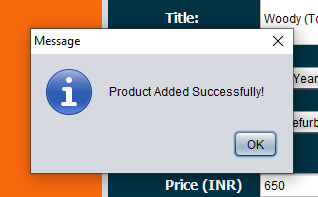 Title:
Woody (To
Message
Year
Product Added Successfully!
efurb
OK
Price (INR)
650